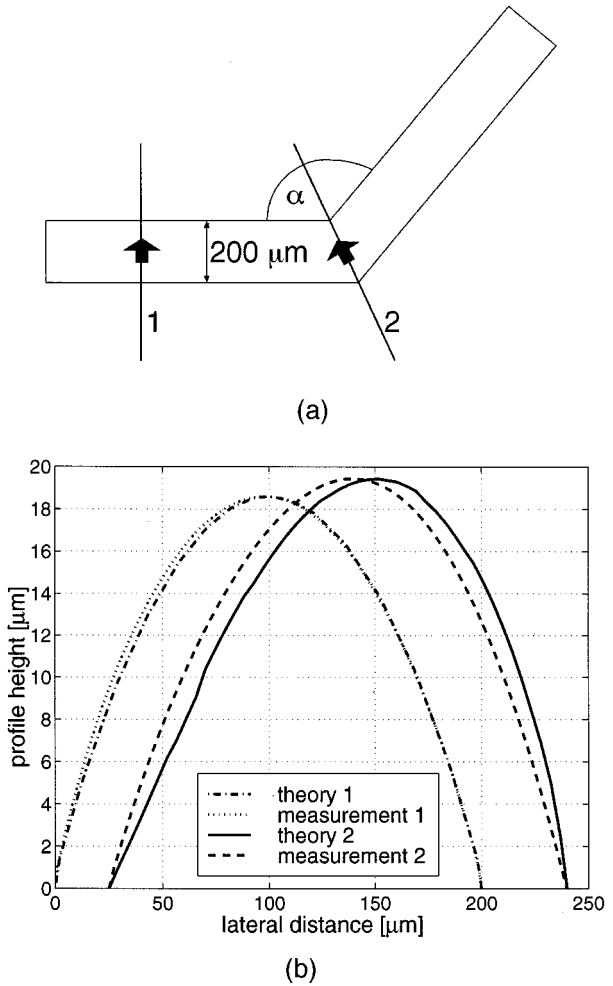 α
200 μm
1
2
(a)
20
18
16
14
12
10
8
6
4
2
0
profile height [μm]
theory 1
measurement 1
theory 2
measurement 2
0
50
100
150
200
250
lateral distance [μm]
(b)